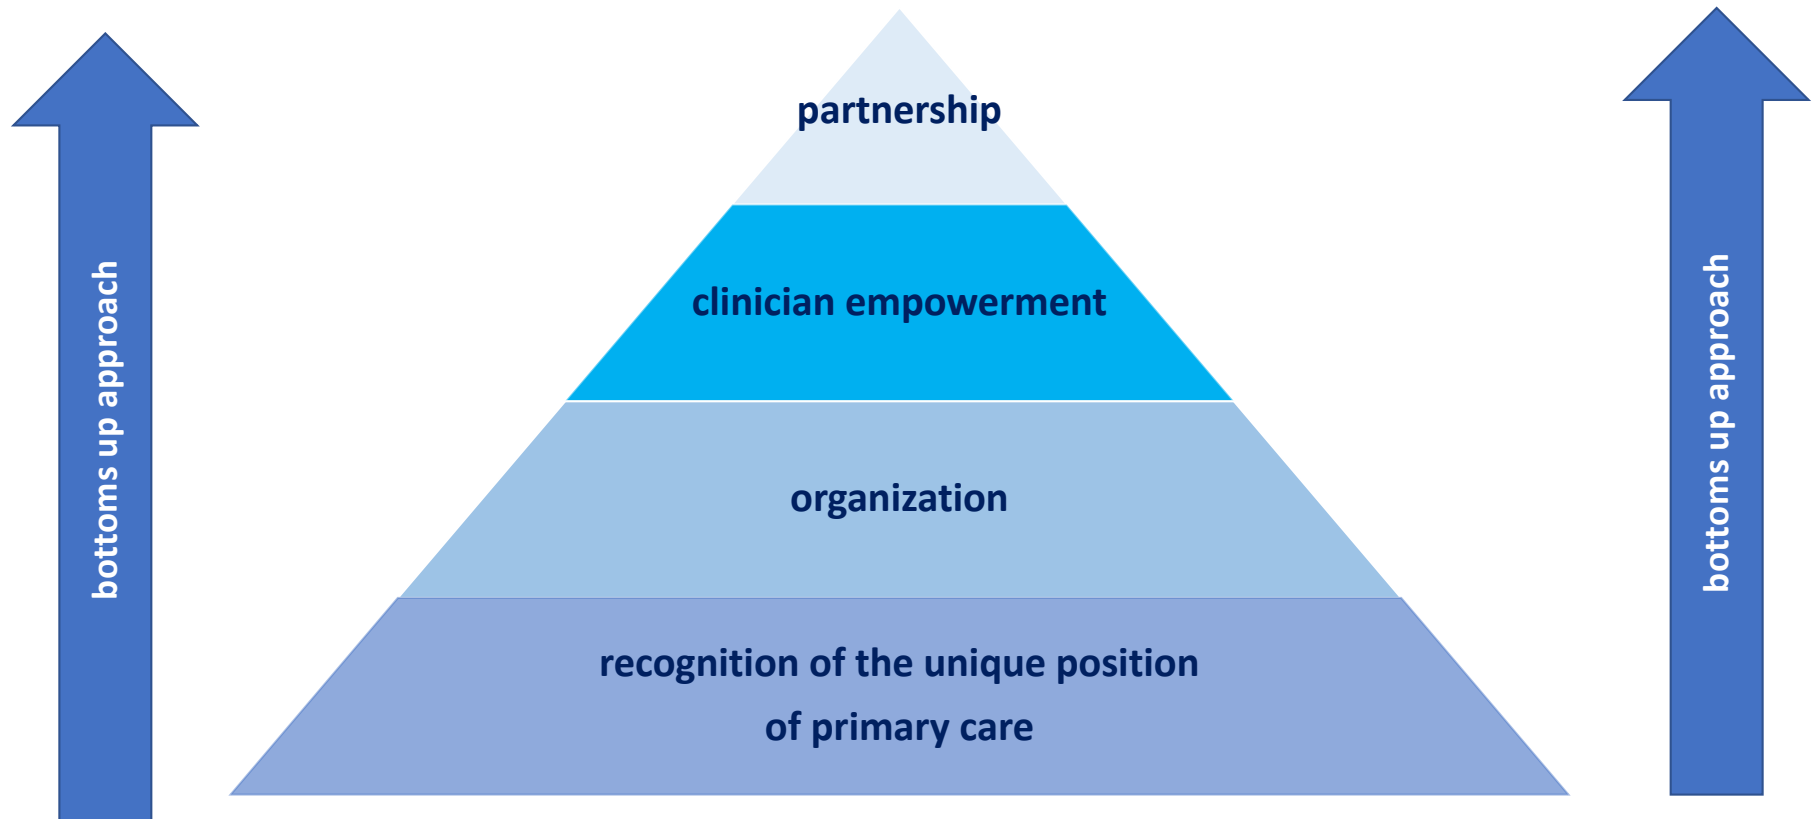 partnership
clinician empowerment
organization
recognition of the unique position
of primary care
bottoms up approach
bottoms up approach